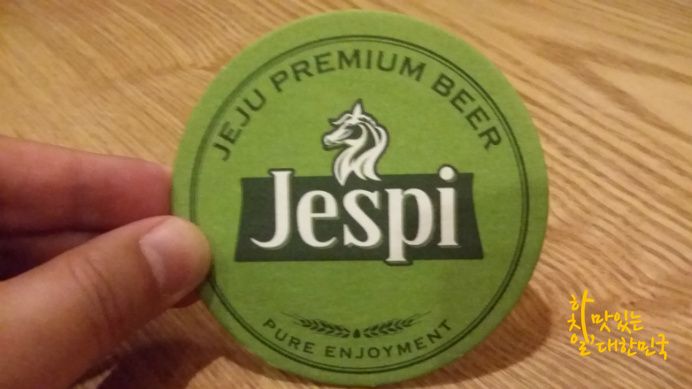 JEJU PREMIUM BEER
Jespi
PURE ENJOYMENT
맛있는
대한민국